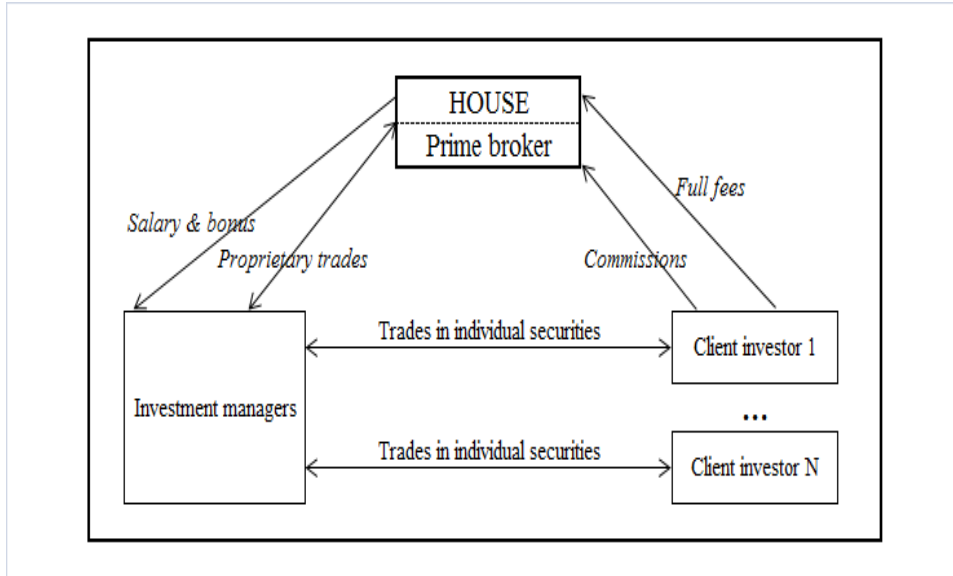 HOUSE
Prime broker
Full fees
Salary & bonus
Proprietary trades
Commissions
Trades in individual securities
Client investor 1
Investment managers
...
Trades in individual securities
Client investor N